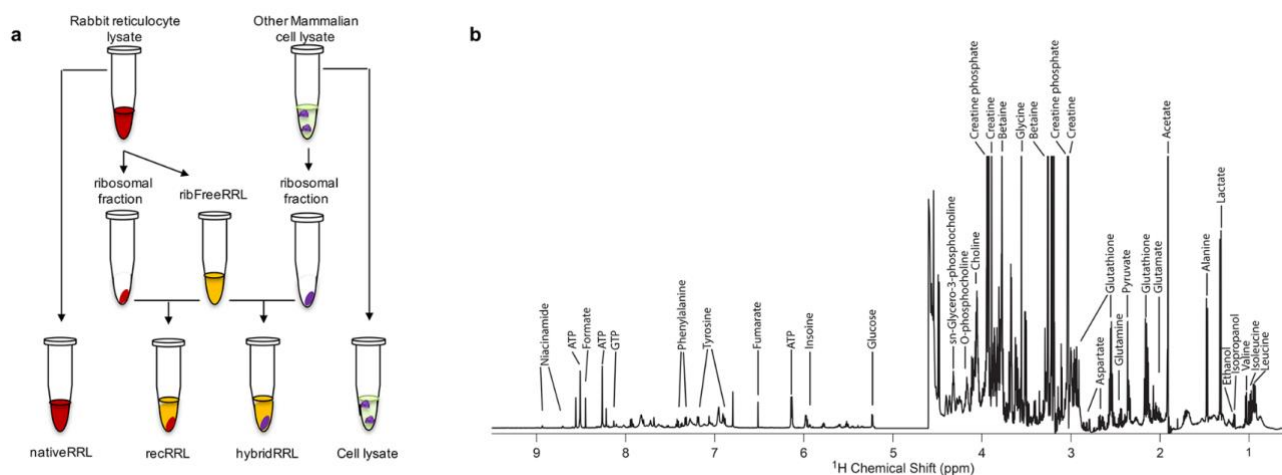 a
Rabbit reticulocyte
lysate
Other Mammalian
cell lysate
ribosomal
fraction
ribFreeRRL
ribosomal
fraction
nativeRRL
recRRL
hybridRRL
Cell lysate
b
Niacinamide
ATP
Formate
ATP
GTP
Phenylalanine
Tyrosine
Fumarate
ATP
Insoine
Glucose
sn-Glycero-3-phosphocholine
O-phosphocholine
Choline
Creatine phosphate
Creatine
Betaine
Glycine
Betaine
Creatine phosphate
Creatine
Aspartate
Glutathione
Glutamine
Pyruvate
Glutathione
Glutamate
Acetate
Alanine
Lactate
Ethanol
Isopropanol
Valine
Isoleucine
Leucine
9 8 7 6 5 4 3 2 1
¹H Chemical Shift (ppm)